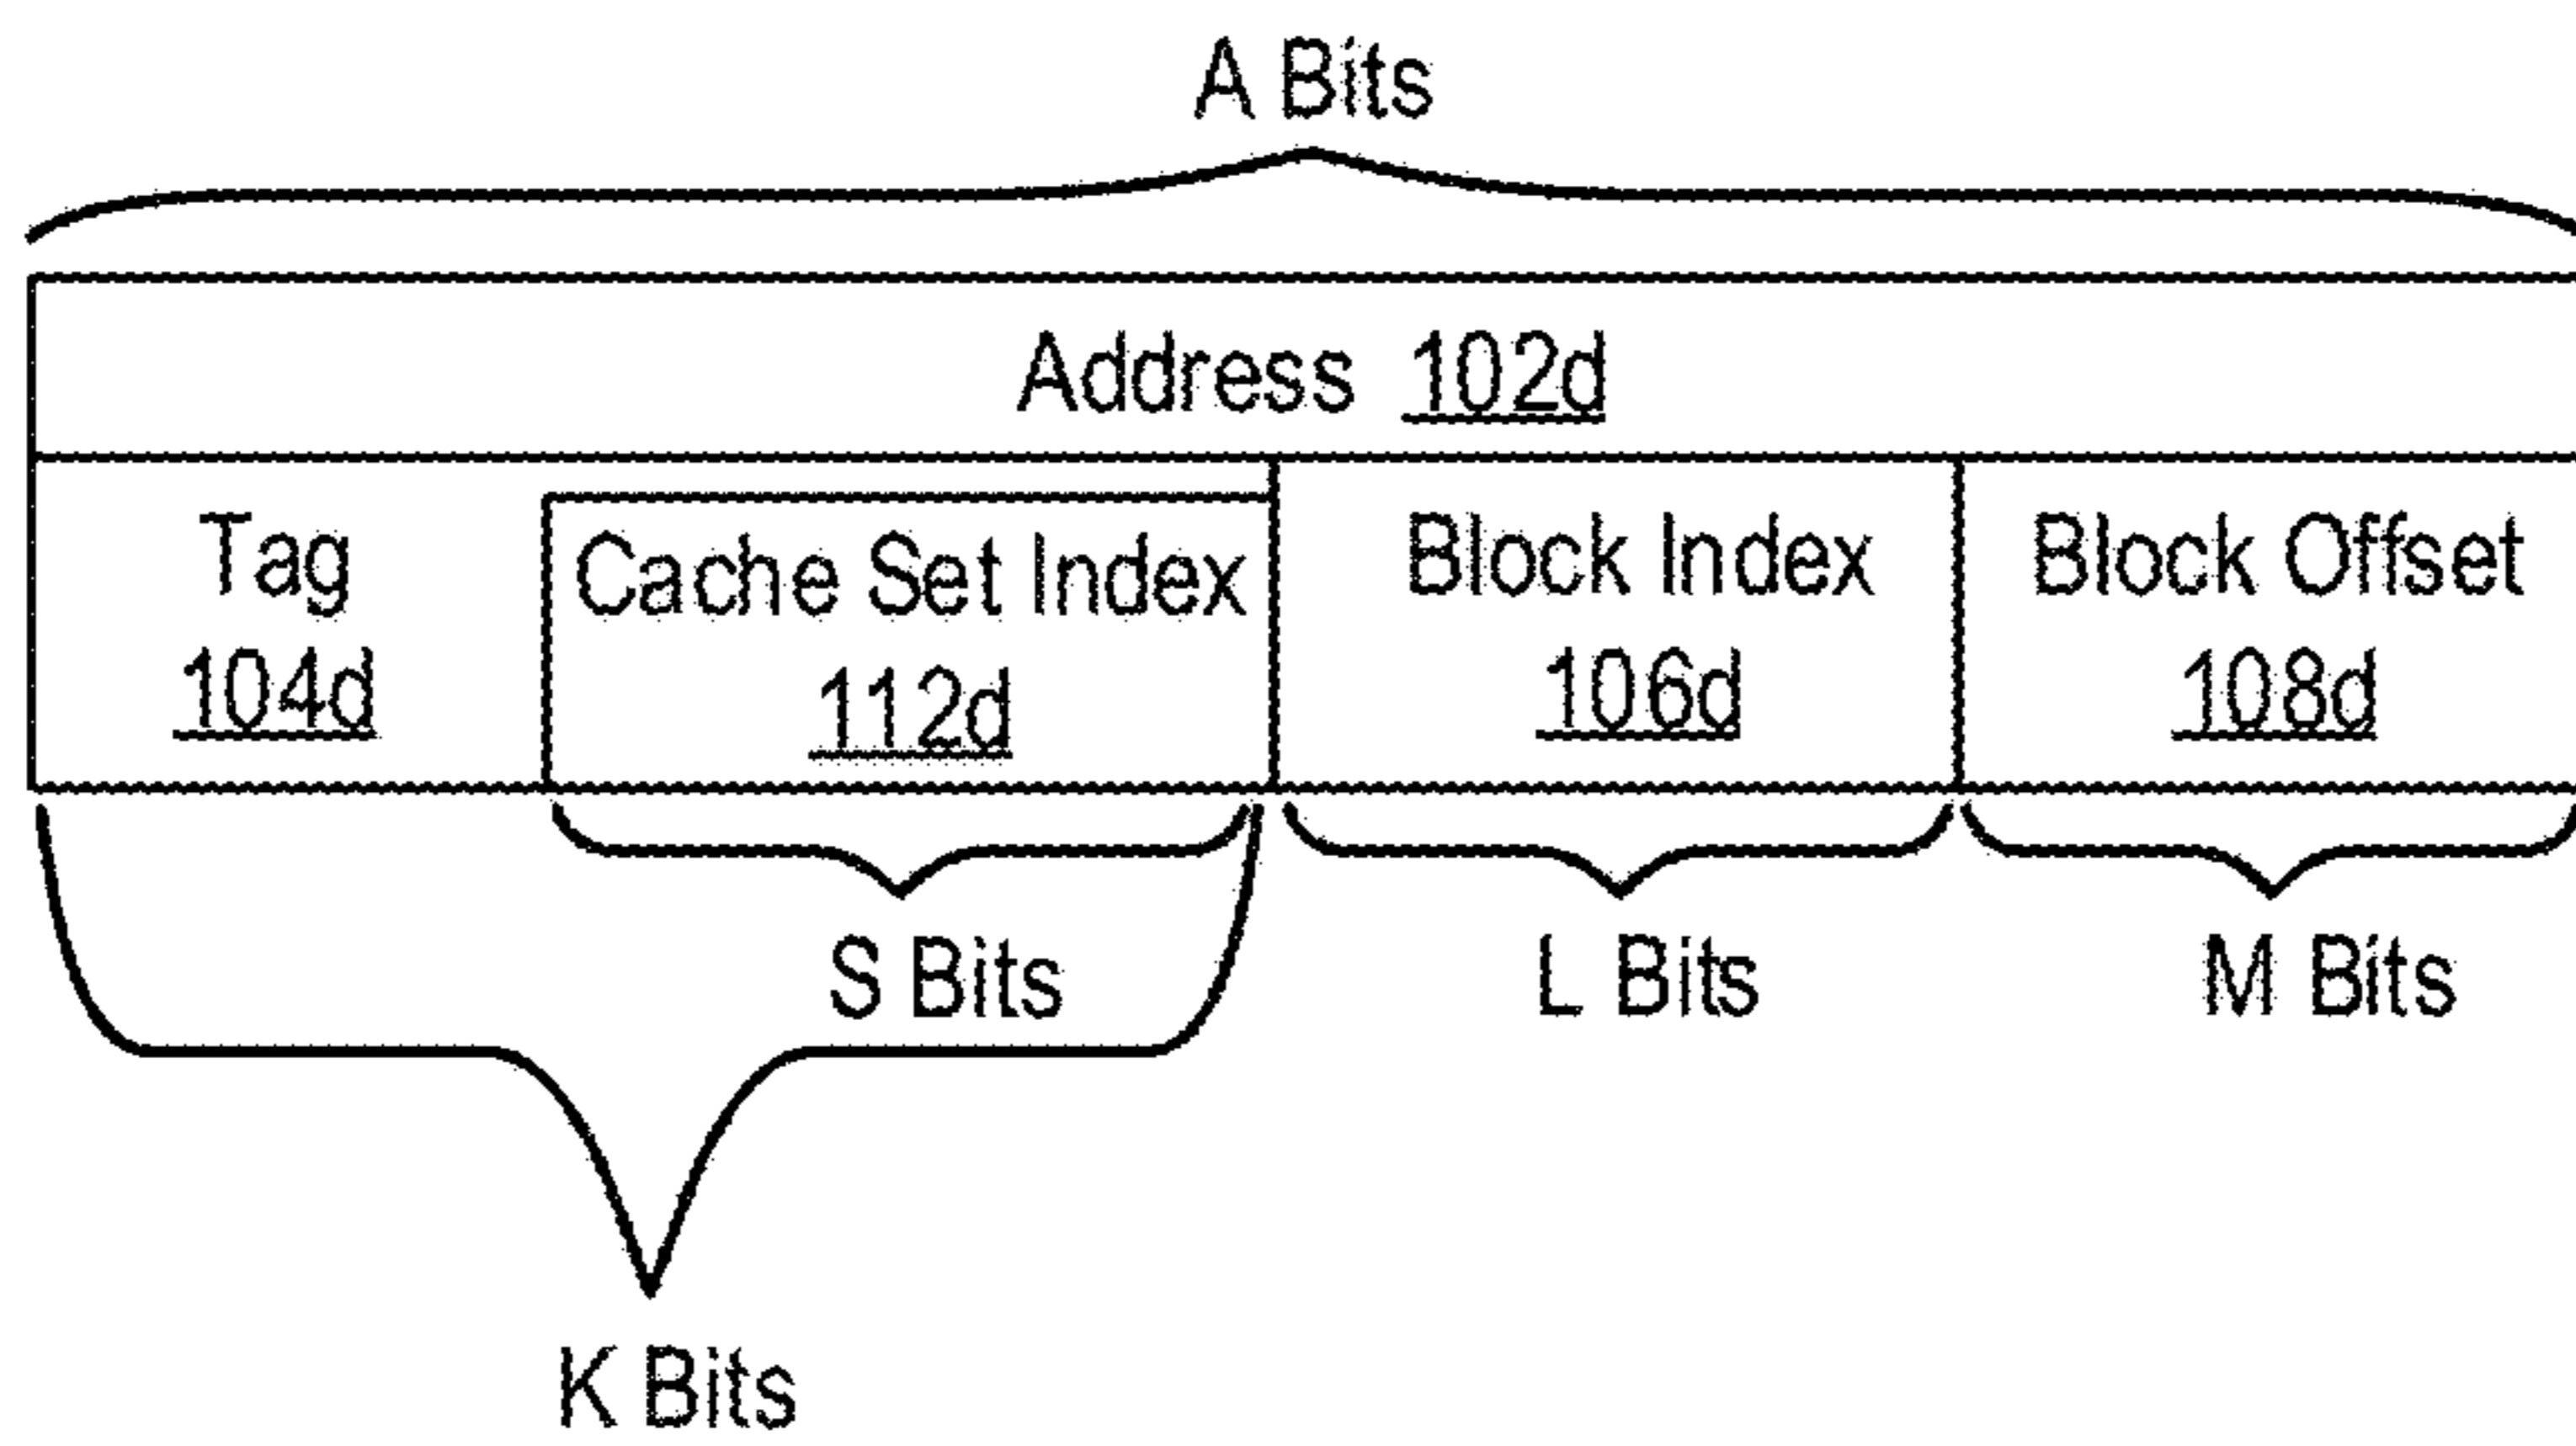 A Bits
Address 102d
Tag
104d
Cache Set Index
112d
Block Index
106d
Block Offset
108d
S Bits
L Bits
M Bits
K Bits